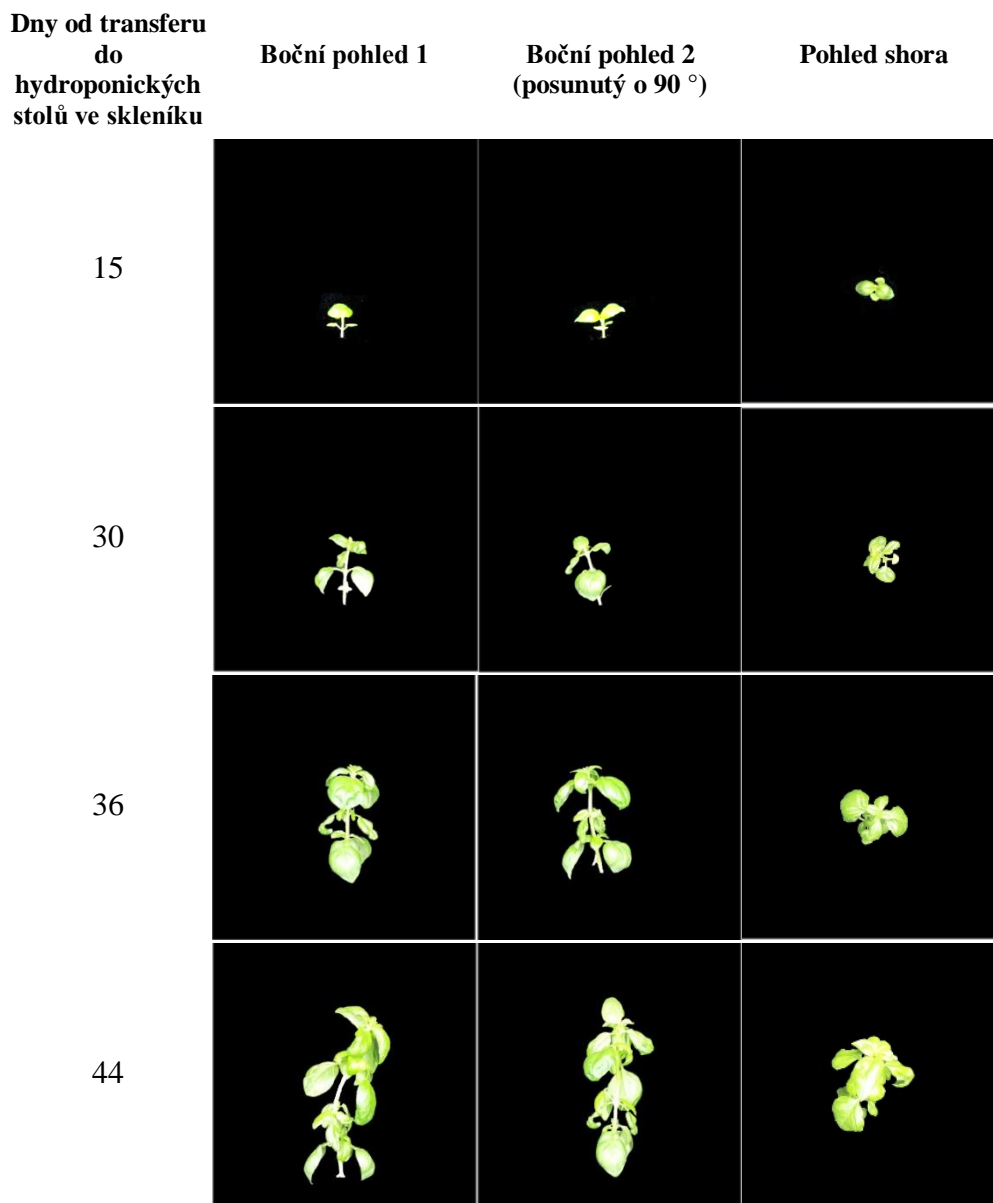 Dny od transferu
do
hydroponických
stolů ve skleníku
Boční pohled 1
Boční pohled 2
(posunutý o 90 °)
Pohled shora
15
30
36
44